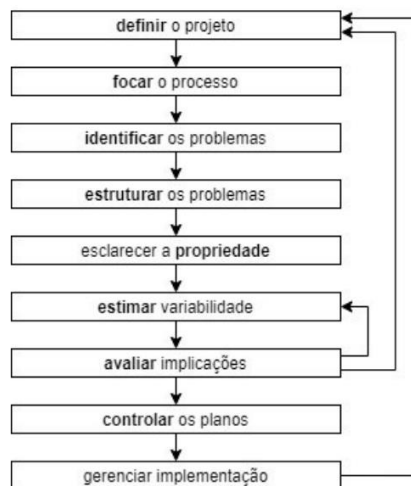 definir o projeto
focar o processo
identificar os problemas
estruturar os problemas
esclarecer a propriedade
estimar variabilidade
avaliar implicações
controlar os planos
gerenciar implementação